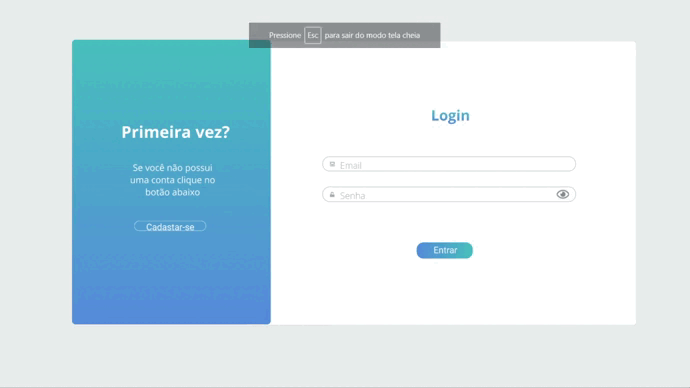 Pressione Esc para sair do modo tela cheia
Primeira vez?
Se você não possui
uma conta clique no
botão abaixo
Cadastar-se
Login
Email
Senha
Entrar